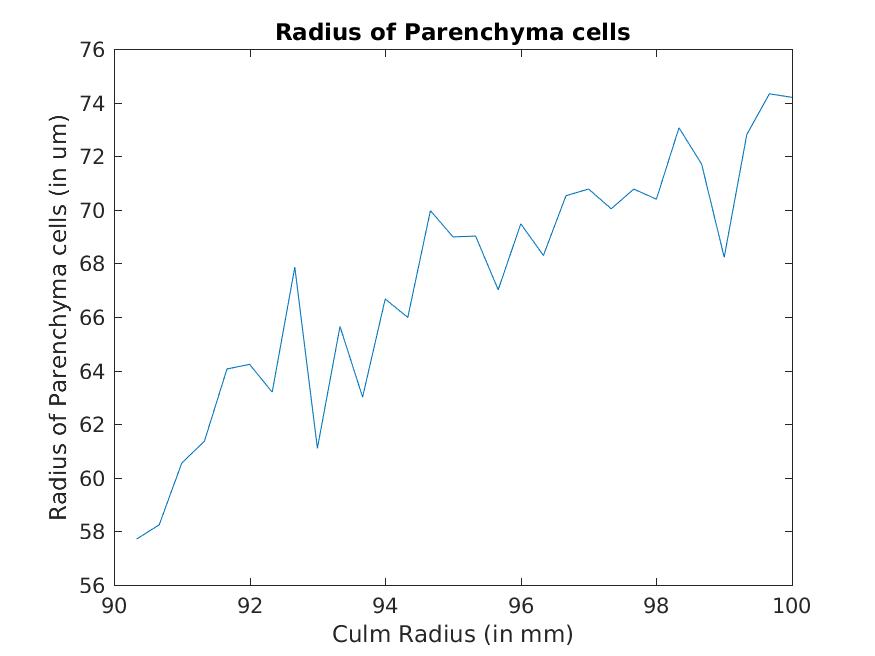 Radius of Parenchyma cells
76
74
72
70
68
66
64
62
60
58
56
Radius of Parenchyma cells (in um)
90 92 94 96 98 100
Culm Radius (in mm)